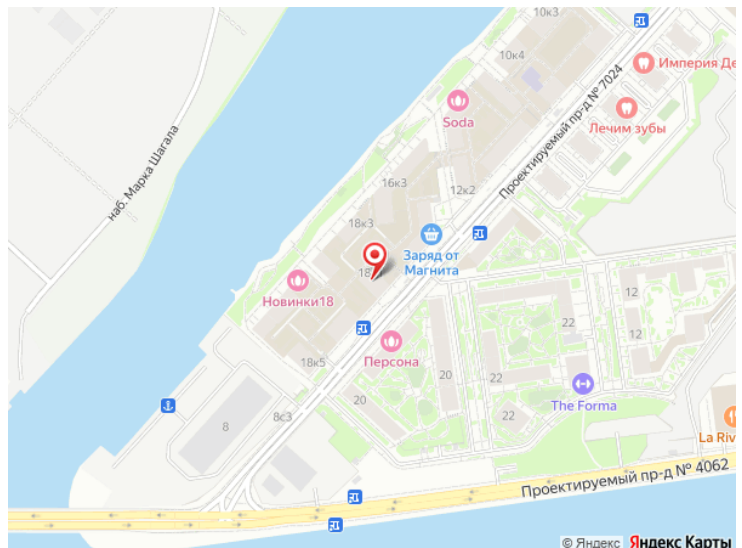 10к3
10к4
Империя Де
Soda
Лечим зубы
Проектируемый пр-д № 7024
наб. Марка Шагала
16к3
12к2
18к3
Заряд от
Магнита
Новинки18
12
12
22
18к5
Персона
22
20
The Forma
20
22
8с3
8
La Riv
Проектируемый пр-д № 4062
© Яндекс Яндекс Карты